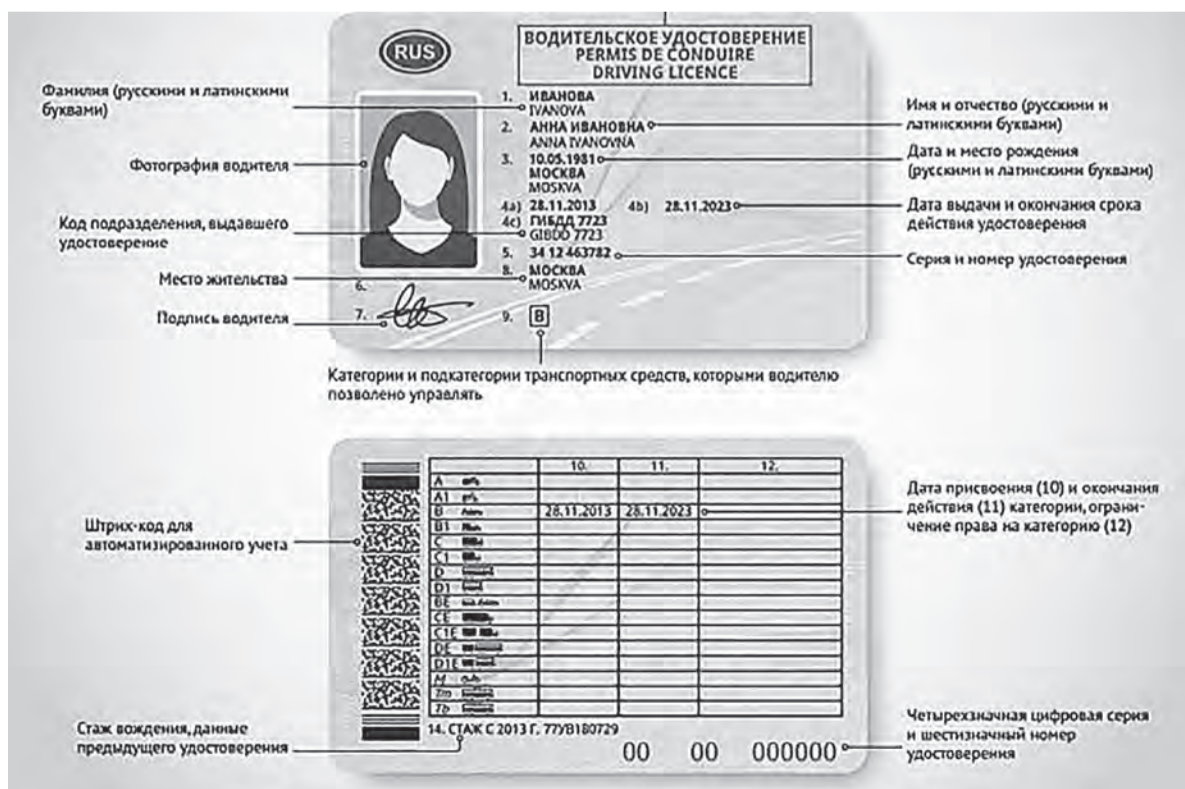 RUS
ВОДИТЕЛЬСКОЕ УДОСТОВЕРЕНИЕ
PERMIS DE CONDUIRE
DRIVING LICENCE
Фамилия (русскими и латинскими
буквами)
Фотография водителя
Код подразделения, выдавшего
удостоверение
Место жительства
Подпись водителя
1. ИВАНОВА
IVANOVA
2. АННА ИВАНОВНА
ANNA IVANOVNA
3. 10.05.1981
МОСКВА
MOSKVA
4a) 28.11.2013 4b) 28.11.2023
4c) ГИБДД 7723
GIBDD 7723
5. 34 12 463782
8. МОСКВА
MOSKVA
6.
7.
9. B
Имя и отчество (русскими и
латинскими буквами)
Дата и место рождения
(русскими и латинскими буквами)
Дата выдачи и окончания срока
действия удостоверения
Серия и номер удостоверения
Категории и подкатегории транспортных средств, которыми водителю
позволено управлять
Штрих-код для
автоматизированного учета
Стаж вождения, данные
предыдущего удостоверения
10. 11. 12.
A
A1
B 28.11.2013 28.11.2023
B1
C
C1
D
D1
BE
CE
C1E
DE
D1E
M
Tm
Tb
14. СТАЖ С 2013 Г. 77УВ180729
00 00 000000
Дата присвоения (10) и окончания
действия (11) категории, ограни-
чение права на категорию (12)
Четырехзначная цифровая серия
и шестизначный номер
удостоверения